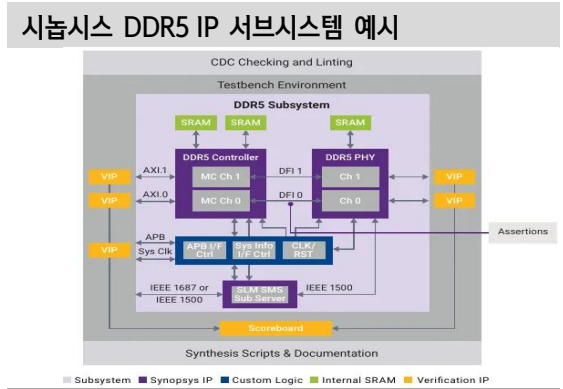 시놉시스 DDR5 IP 서브시스템 예시
CDC Checking and Linting
Testbench Environment
DDR5 Subsystem
SRAM SRAM SRAM
DDR5 Controller DDR5 PHY
VIP AXI.1 MC Ch 1 DFI 1 Ch 1 VIP
VIP AXI.0 MC Ch 0 DFI 0 Ch 0 VIP
Assertions
APB
VIP Sys Clk
APB I/F Ctrl
Sys Info I/F Ctrl
CLK/ RST
IEEE 1687 or IEEE 1500
SLM SMS Sub Server
IEEE 1500
Scoreboard
Synthesis Scripts & Documentation
Subsystem Synopsys IP Custom Logic Internal SRAM Verification IP